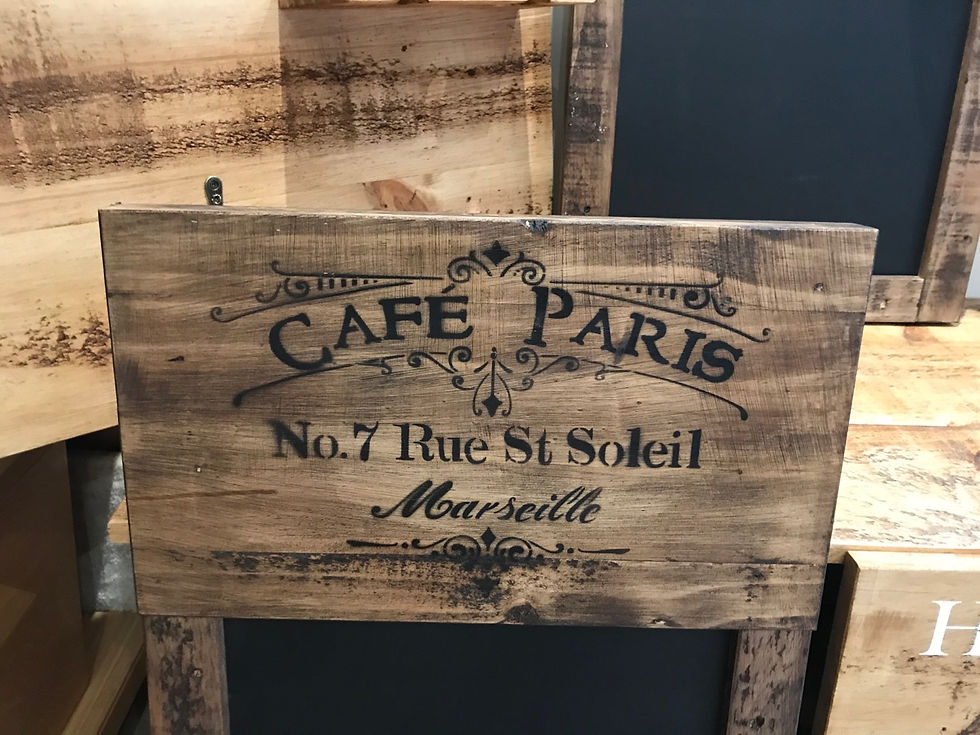 CAFÉ PARIS
No.7 Rue St Soleil
Marseille
H